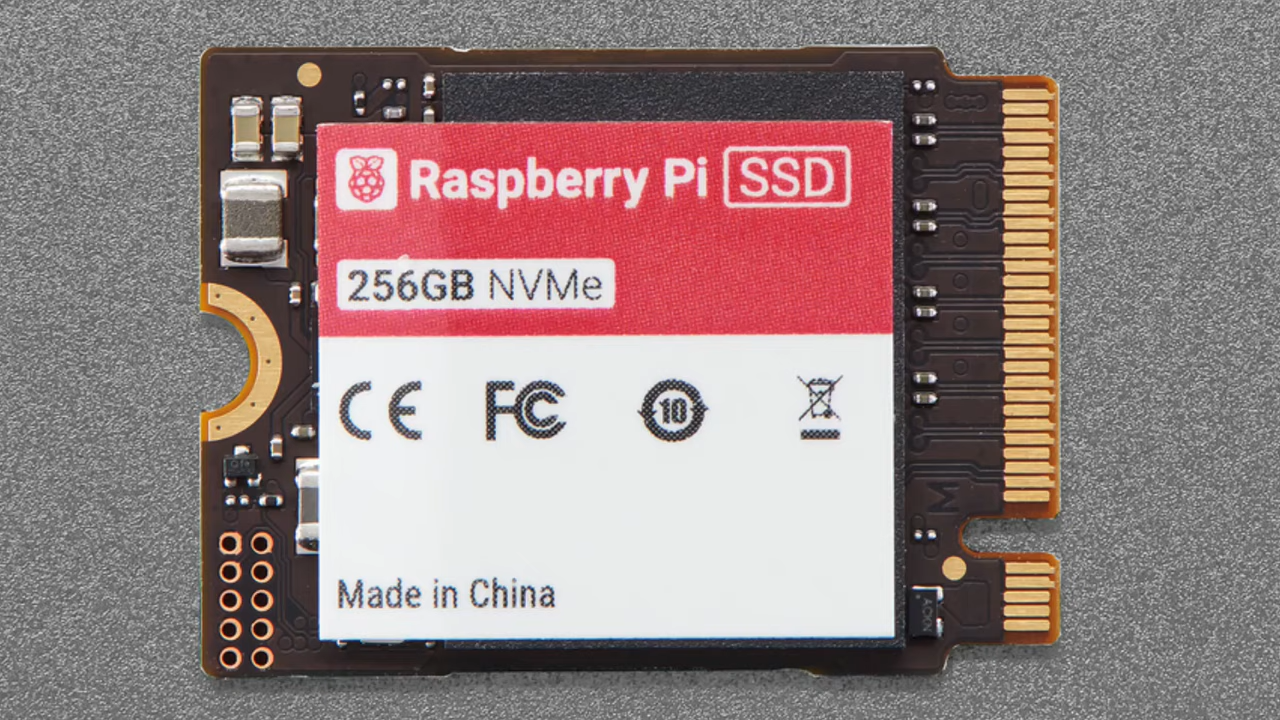 Raspberry Pi SSD
256GB NVMe
CE FC 10
Made in China
M